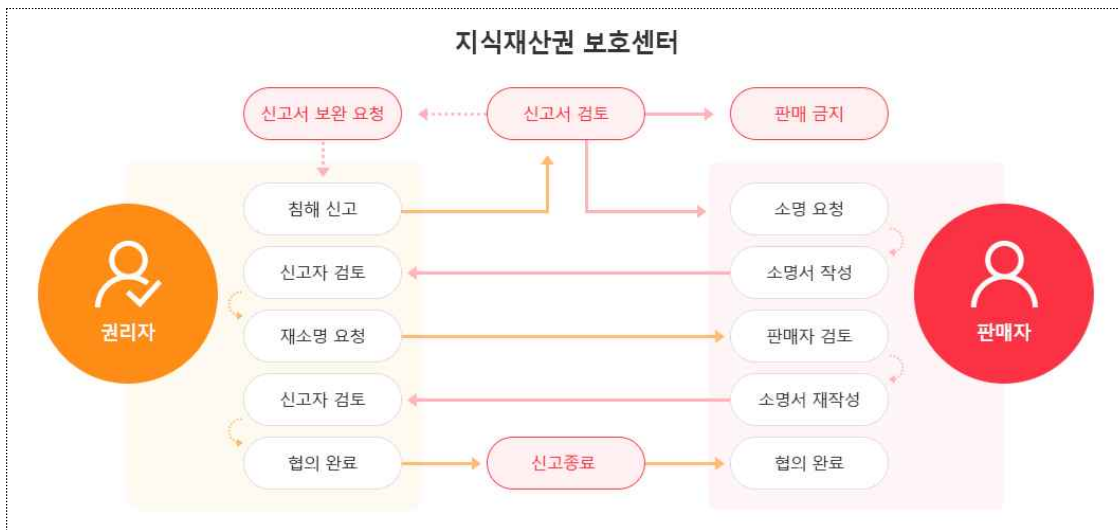 지식재산권 보호센터
신고서 보완 요청
신고서 검토
판매 금지
침해 신고
소명 요청
신고자 검토
소명서 작성
권리자
재소명 요청
판매자 검토
판매자
신고자 검토
소명서 재작성
협의 완료
신고종료
협의 완료